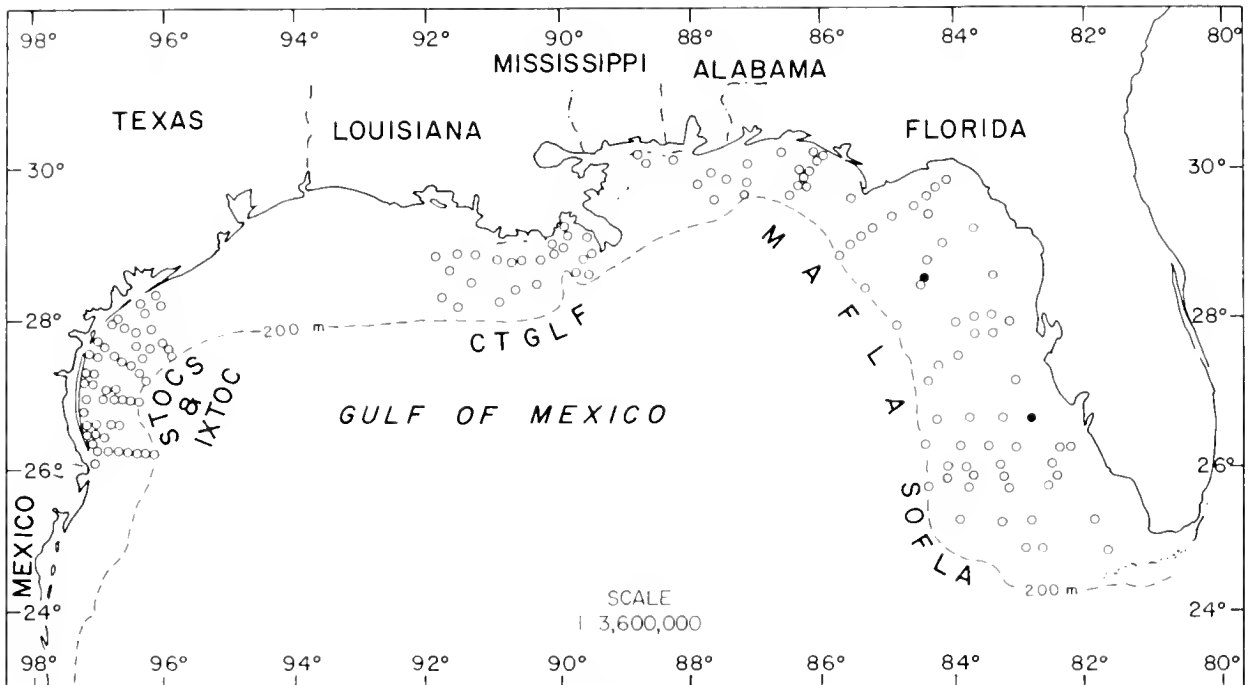 98° 96° 94° 90° 88° 86° 84° 82° 80°
MISSISSIPPI ALABAMA
TEXAS LOUISIANA FLORIDA
30° 30°
MAFLA
28° 200 m CTGLF 28°
STOCS
&
IXTOC
GULF OF MEXICO
26° 26°
SOFLA
MEXICO
200 m
24° SCALE 24°
1 3,600,000
98° 96° 94° 92° 90° 88° 86° 84° 82° 80°